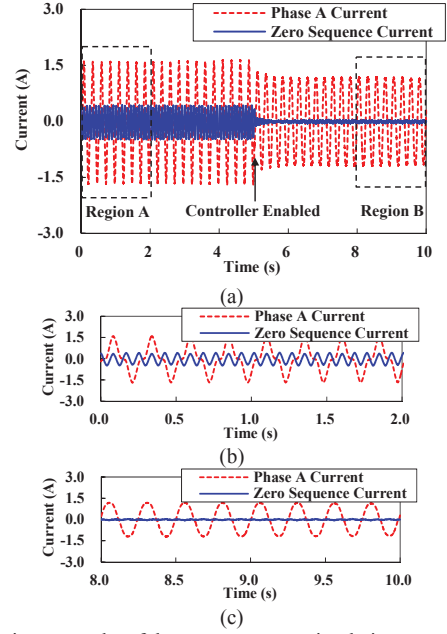 (a)
Phase A Current
Zero Sequence Current
Current (A)
3.0
1.5
0.0
-1.5
-3.0
Region A
Controller Enabled
Region B
0 2 4 6 8 10
Time (s)
(a)
Phase A Current
Zero Sequence Current
Current (A)
3.0
1.5
0.0
-1.5
-3.0
0.0 0.5 1.0 1.5 2.0
Time (s)
(b)
Phase A Current
Zero Sequence Current
Current (A)
3.0
1.5
0.0
-1.5
-3.0
8.0 8.5 9.0 9.5 10.0
Time (s)
(c)